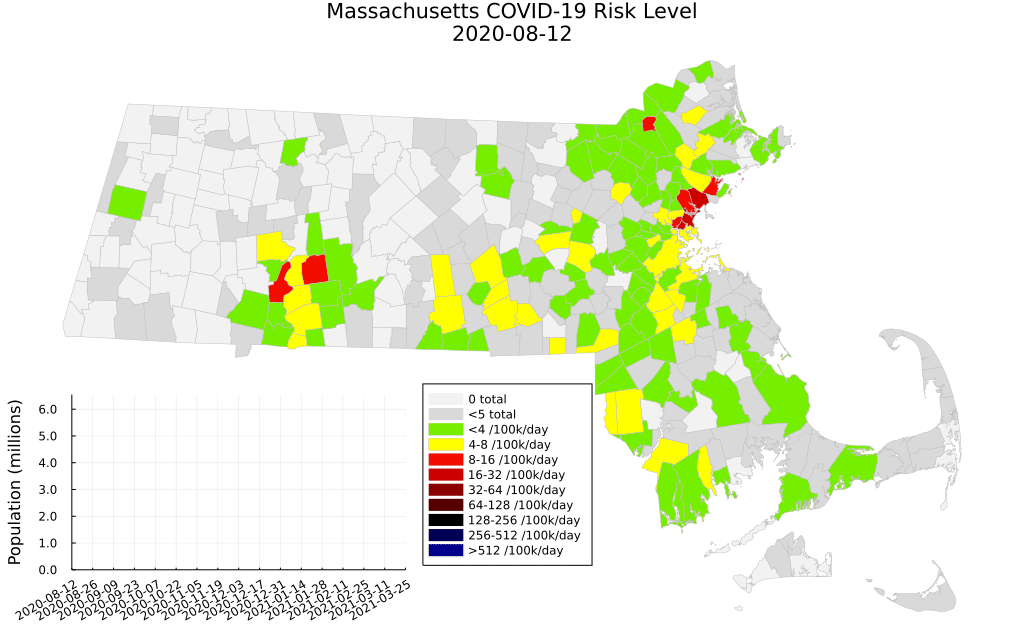 Massachusetts COVID-19 Risk Level
2020-08-12
0 total
<5 total
<4 /100k/day
4-8 /100k/day
8-16 /100k/day
16-32 /100k/day
32-64 /100k/day
64-128 /100k/day
128-256 /100k/day
256-512 /100k/day
>512 /100k/day
Population (millions)
6.0
5.0
4.0
3.0
2.0
1.0
0.0
2020-08-12
2020-08-26
2020-09-09
2020-09-23
2020-10-07
2020-10-22
2020-11-05
2020-11-19
2020-12-03
2020-12-17
2020-12-31
2021-01-14
2021-01-28
2021-02-11
2021-02-25
2021-03-11
2021-03-25